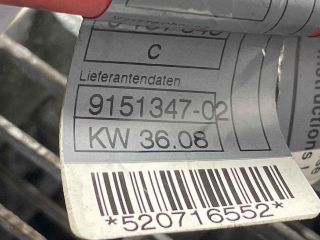 C
Lieferantendaten
9151347-02
KW 36.08
*520716552*